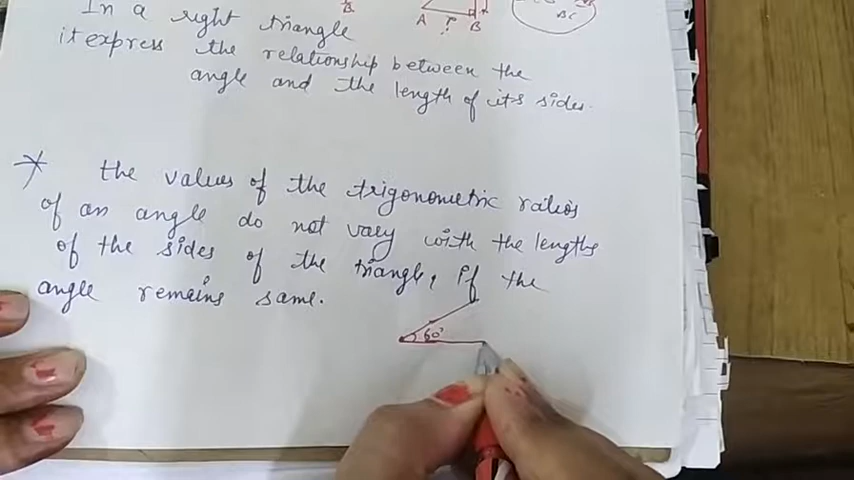 In a right triangle
it express the relationship between the
angle and the length of its sides.
A ? B
BC
* the values of the trigonometric ratios
of an angle do not vary with the lengths
of the sides of the triangle, if the
angle remains same.
60°